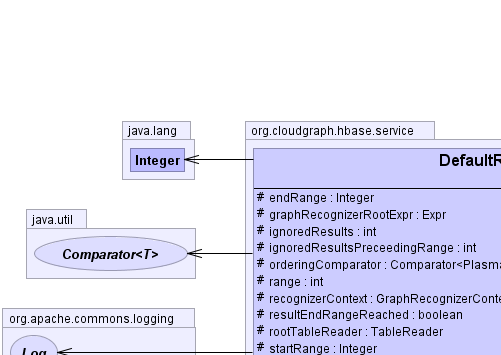 java.lang
Integer
java.util
Comparator<T>
org.apache.commons.logging
Log
org.cloudgraph.hbase.service
# endRange : Integer
# graphRecognizerRootExpr : Expr
# ignoredResults : int
# ignoredResultsPreceedingRange : int
# orderingComparator : Comparator<Plasma
# range : int
# recognizerContext : GraphRecognizerConte
# resultEndRangeReached : boolean
# rootTableReader : TableReader
# startRange : Integer